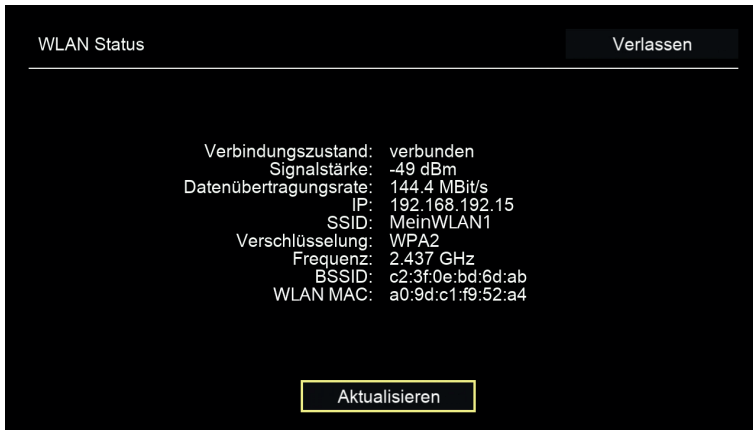 WLAN Status
Verlassen
Verbindungszustand: verbunden
Signalstärke: -49 dBm
Datenübertragungsrate: 144.4 MBit/s
IP: 192.168.192.15
SSID: MeinWLAN1
Verschlüsselung: WPA2
Frequenz: 2.437 GHz
BSSID: c2:3f:0e:bd:6d:ab
WLAN MAC: a0:9d:c1:f9:52:a4
Aktualisieren